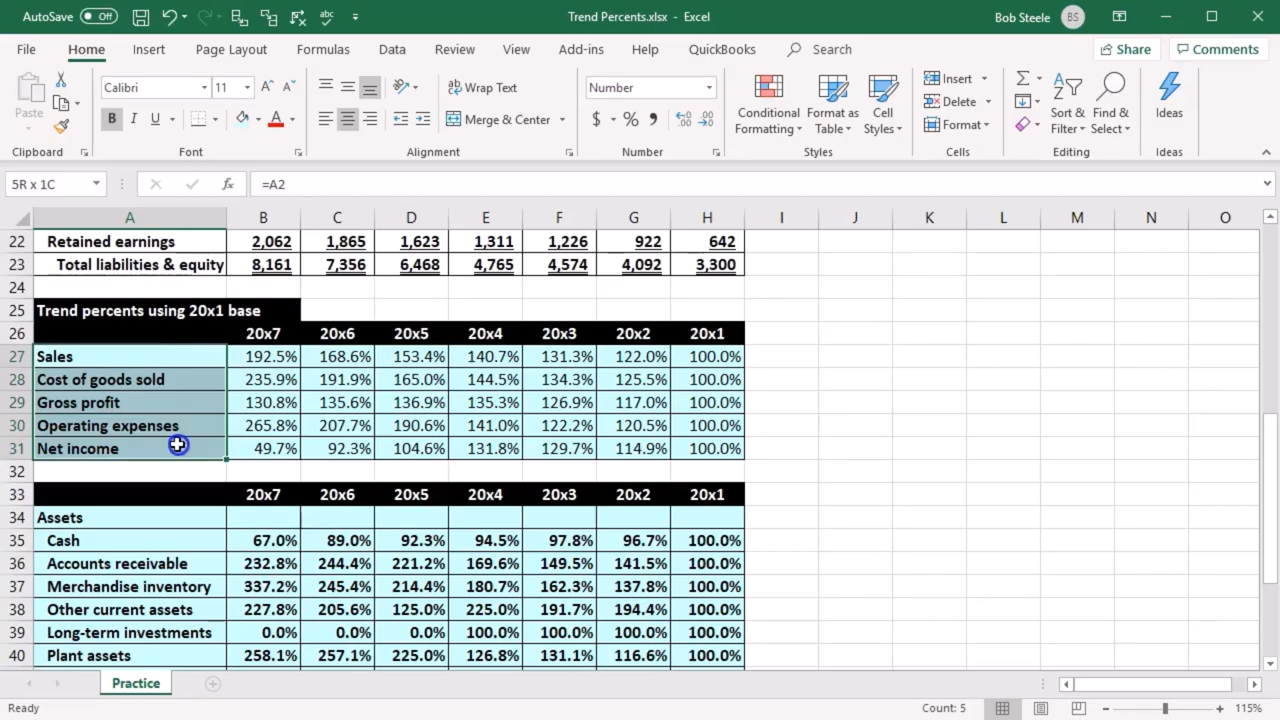 AutoSave Off Trend Percents.xlsx - Excel Bob Steele BS
File Home Insert Page Layout Formulas Data Review View Add-ins Help QuickBooks Search Share Comments
Paste Calibri 11 Wrap Text Number Conditional Formatting Format as Table Cell Styles Insert Sort & Filter Find & Select Ideas
B I U A Merge & Center $ % Delete
Format
Clipboard Font Alignment Number Styles Cells Editing Ideas
5R x 1C fx =A2
A B C D E F G H I J K L M N O
22 Retained earnings 2,062 1,865 1,623 1,311 1,226 922 642
23 Total liabilities & equity 8,161 7,356 6,468 4,765 4,574 4,092 3,300
24
25 Trend percents using 20x1 base
26 20x7 20x6 20x5 20x4 20x3 20x2 20x1
27 Sales 192.5% 168.6% 153.4% 140.7% 131.3% 122.0% 100.0%
28 Cost of goods sold 235.9% 191.9% 165.0% 144.5% 134.3% 125.5% 100.0%
29 Gross profit 130.8% 135.6% 136.9% 135.3% 126.9% 117.0% 100.0%
30 Operating expenses 265.8% 207.7% 190.6% 141.0% 122.2% 120.5% 100.0%
31 Net income 49.7% 92.3% 104.6% 131.8% 129.7% 114.9% 100.0%
32
33 20x7 20x6 20x5 20x4 20x3 20x2 20x1
34 Assets
35 Cash 67.0% 89.0% 92.3% 94.5% 97.8% 96.7% 100.0%
36 Accounts receivable 232.8% 244.4% 221.2% 169.6% 149.5% 141.5% 100.0%
37 Merchandise inventory 337.2% 245.4% 214.4% 180.7% 162.3% 137.8% 100.0%
38 Other current assets 227.8% 205.6% 125.0% 225.0% 191.7% 194.4% 100.0%
39 Long-term investments 0.0% 0.0% 0.0% 100.0% 100.0% 100.0% 100.0%
40 Plant assets 258.1% 257.1% 225.0% 126.8% 131.1% 116.6% 100.0%
Practice
Ready Count: 5 115%